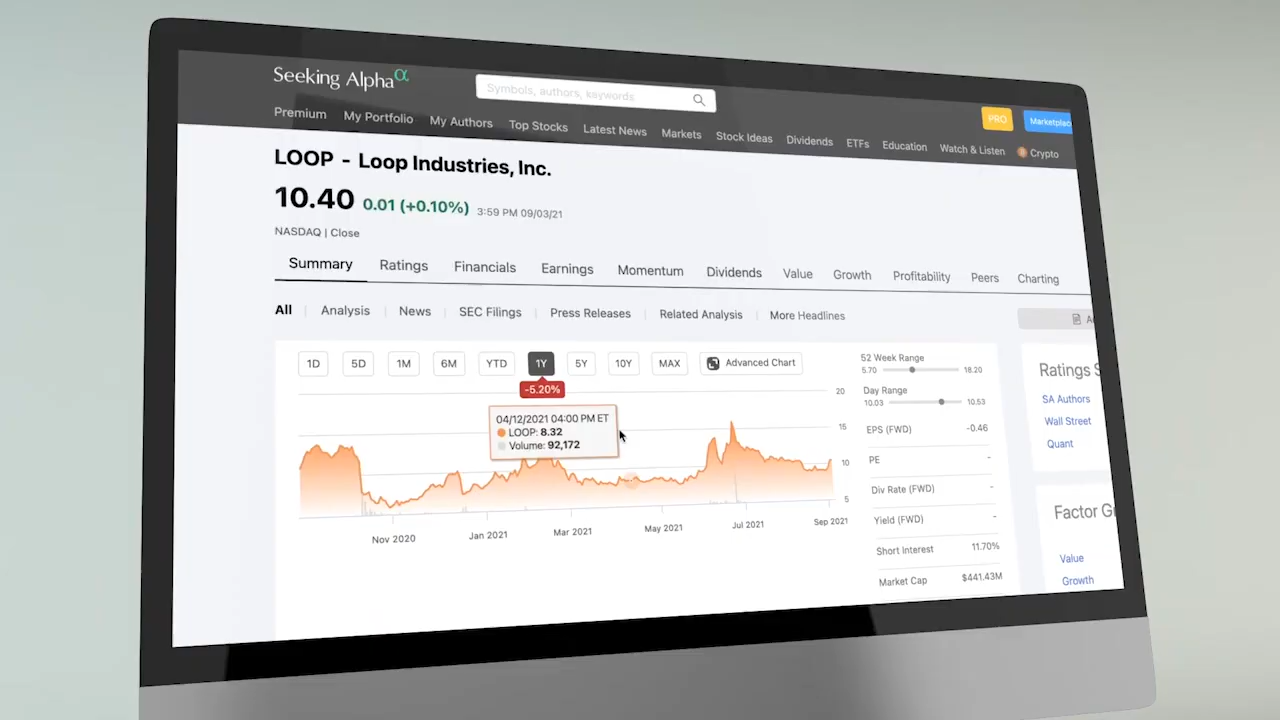 Seeking Alpha α
Symbols, authors, keywords
PRO
Premium My Portfolio My Authors Top Stocks Latest News Markets Stock Ideas Dividends ETFs Education Watch & Listen Crypto
LOOP - Loop Industries, Inc.
10.40 0.01 (+0.10%) 3:59 PM 09/03/21
NASDAQ | Close
Summary Ratings Financials Earnings Momentum Dividends Value Growth Profitability Peers Charting
All | Analysis | News | SEC Filings | Press Releases | Related Analysis | More Headlines
1D 5D 1M 6M YTD 1Y 5Y 10Y MAX Advanced Chart
-5.20%
04/12/2021 04:00 PM ET
LOOP: 8.32
Volume: 92,172
20
15
10
5
Nov 2020 Jan 2021 Mar 2021 May 2021 Jul 2021 Sep 2021
52 Week Range
5.70 18.20
Day Range
10.03 10.53
EPS (FWD) -0.46
PE -
Div Rate (FWD) -
Yield (FWD) -
Short Interest 11.70%
Market Cap $441.43M
Ratings S
SA Authors
Wall Street
Quant
Factor Gr
Value
Growth